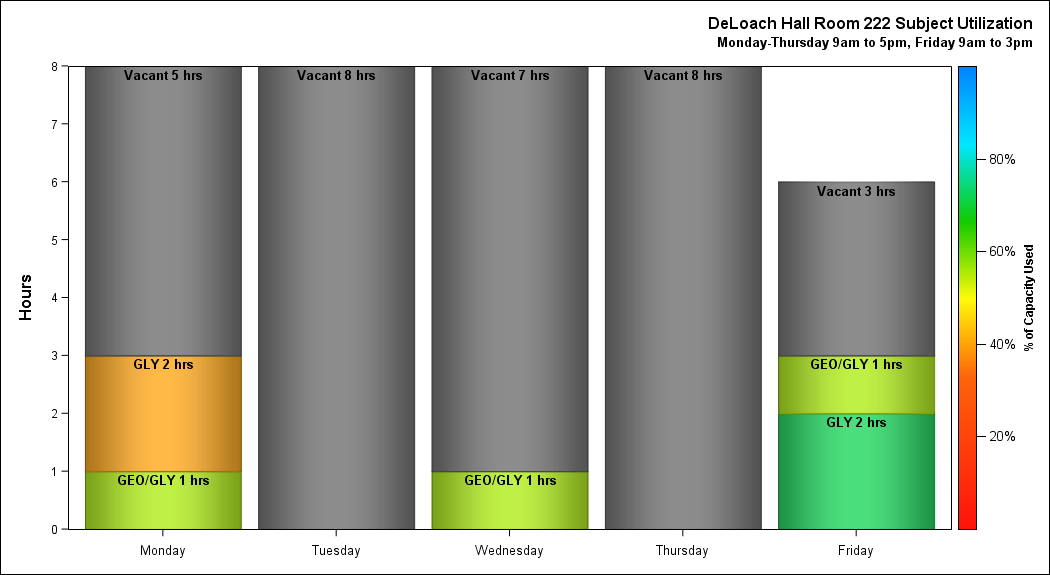 DeLoach Hall Room 222 Subject Utilization
Monday-Thursday 9am to 5pm, Friday 9am to 3pm
Hours
8
7
6
5
4
3
2
1
0
Vacant 5 hrs
GLY 2 hrs
GEO/GLY 1 hrs
Vacant 8 hrs
Vacant 7 hrs
GEO/GLY 1 hrs
Vacant 8 hrs
Vacant 3 hrs
GEO/GLY 1 hrs
GLY 2 hrs
Monday
Tuesday
Wednesday
Thursday
Friday
80%
60%
40%
20%
% of Capacity Used